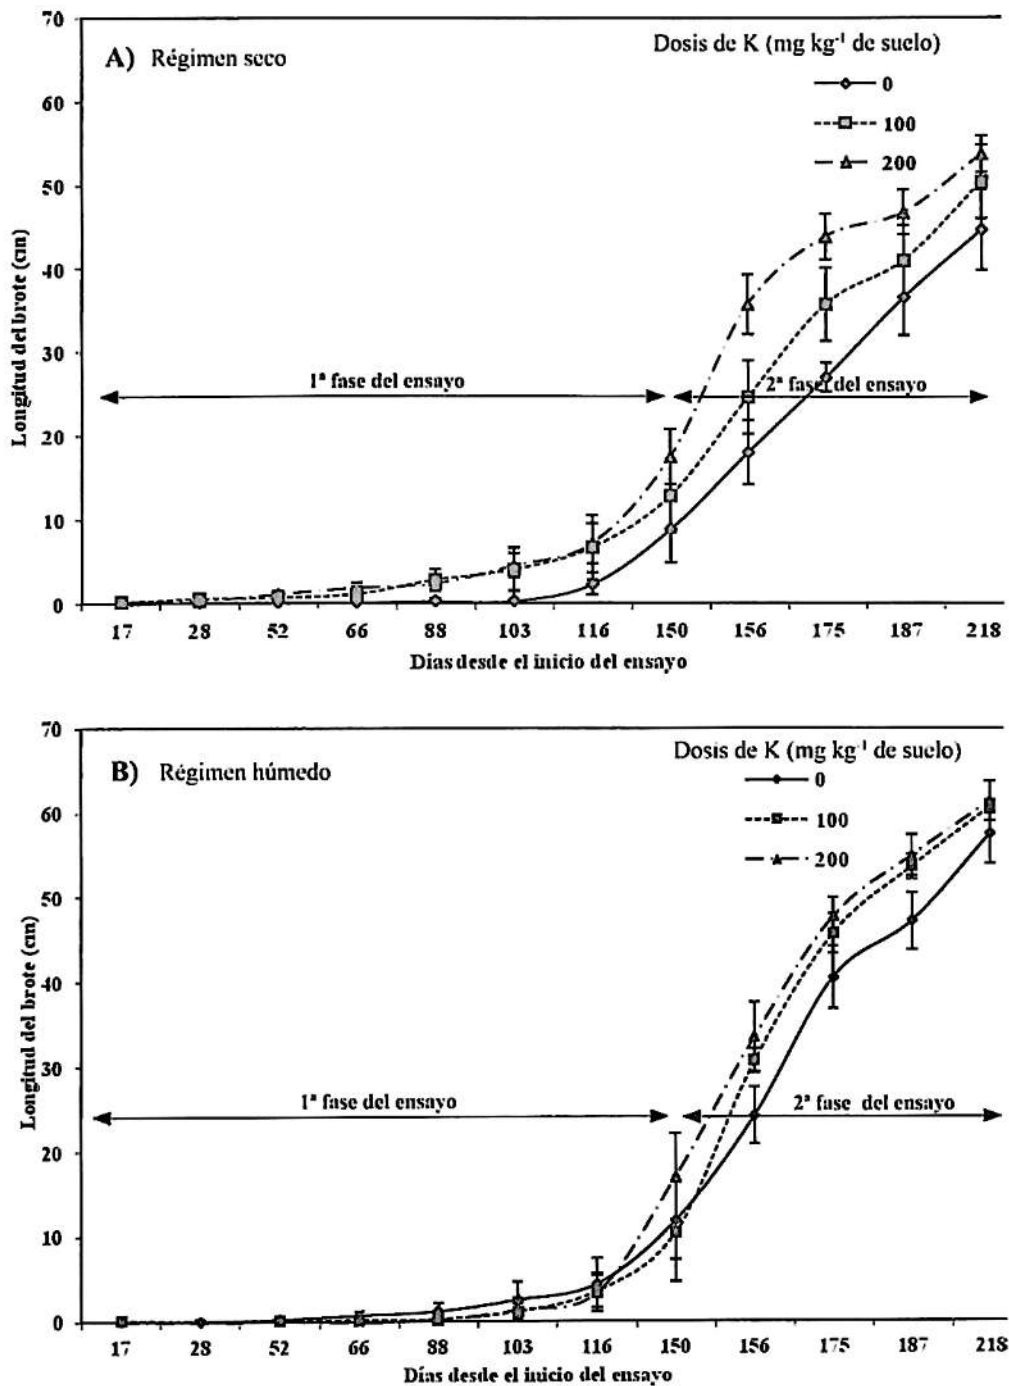 A) Régimen seco
Dosis de K (mg kg⁻¹ de suelo)
0
100
200
70
60
50
40
30
20
10
0
Longitud del brote (cm)
1ª fase del ensayo
2ª fase del ensayo
17 28 52 66 88 103 116 150 156 175 187 218
Días desde el inicio del ensayo
B) Régimen húmedo
Dosis de K (mg kg⁻¹ de suelo)
0
100
200
70
60
50
40
30
20
10
0
Longitud del brote (cm)
1ª fase del ensayo
2ª fase del ensayo
17 28 52 66 88 103 116 150 156 175 187 218
Días desde el inicio del ensayo